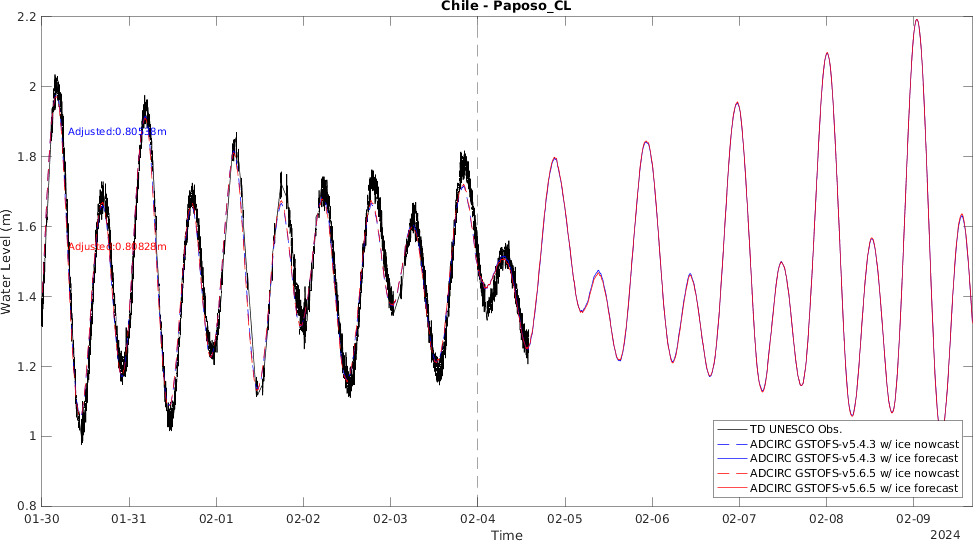 Chile - Paposo_CL
2.2
2
1.8
1.6
1.4
1.2
1
0.8
Water Level (m)
Adjusted:0.80538m
Adjusted:0.80828m
TD UNESCO Obs.
ADCIRC GSTOFS-v5.4.3 w/ ice nowcast
ADCIRC GSTOFS-v5.4.3 w/ ice forecast
ADCIRC GSTOFS-v5.6.5 w/ ice nowcast
ADCIRC GSTOFS-v5.6.5 w/ ice forecast
01-30 01-31 02-01 02-02 02-03 02-04 02-05 02-06 02-07 02-08 02-09
Time
2024